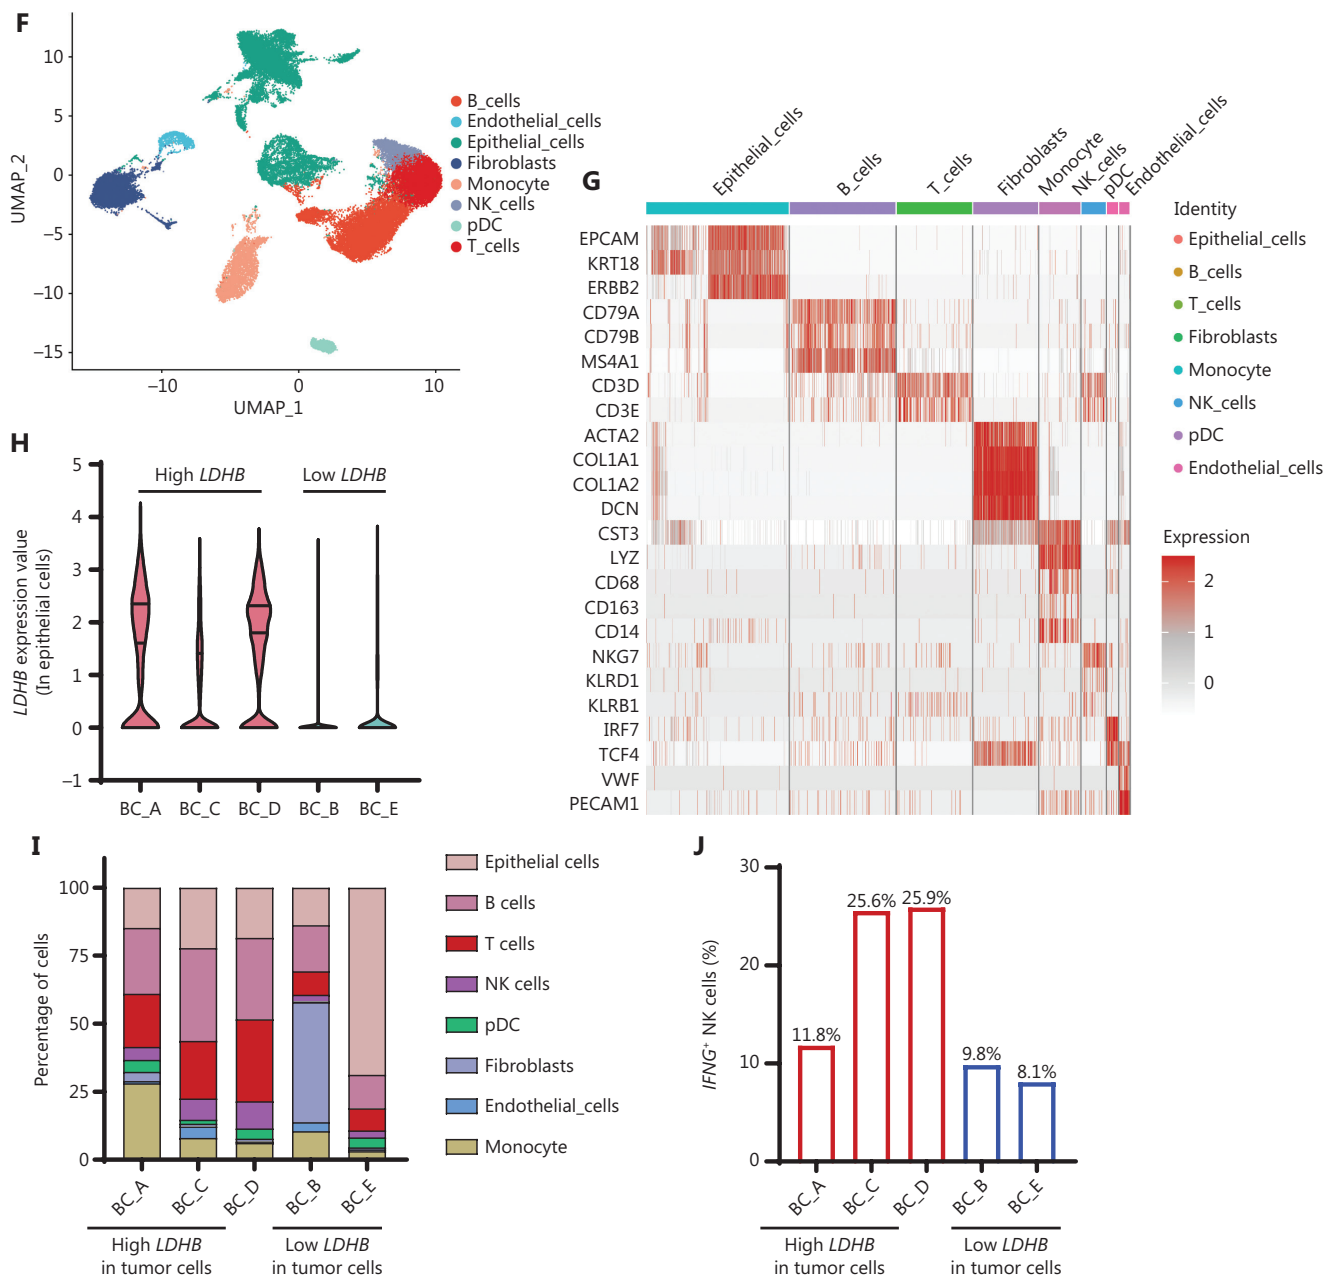 F
10
5
0
−5
−10
−15
−10
0
10
UMAP_1
UMAP_2
B_cells
Endothelial_cells
Epithelial_cells
Fibroblasts
Monocyte
NK_cells
pDC
T_cells
G
Epithelial_cells
B_cells
T_cells
Fibroblasts
Monocyte
NK_cells
pDC
Endothelial_cells
EPCAM
KRT18
ERBB2
CD79A
CD79B
MS4A1
CD3D
CD3E
ACTA2
COL1A1
COL1A2
DCN
CST3
LYZ
CD68
CD163
CD14
NKG7
KLRD1
KLRB1
IRF7
TCF4
VWF
PECAM1
Identity
Epithelial_cells
B_cells
T_cells
Fibroblasts
Monocyte
NK_cells
pDC
Endothelial_cells
Expression
2
1
0
H
5
4
3
2
1
0
−1
LDHB expression value
(In epithelial cells)
High LDHB
Low LDHB
BC_A
BC_C
BC_D
BC_B
BC_E
I
100
75
50
25
0
Percentage of cells
BC_A
BC_C
BC_D
BC_B
BC_E
High LDHB
in tumor cells
Low LDHB
in tumor cells
Epithelial cells
B cells
T cells
NK cells
pDC
Fibroblasts
Endothelial_cells
Monocyte
J
30
20
10
0
IFNG⁺ NK cells (%)
11.8%
25.6%
25.9%
9.8%
8.1%
BC_A
BC_C
BC_D
BC_B
BC_E
High LDHB
in tumor cells
Low LDHB
in tumor cells